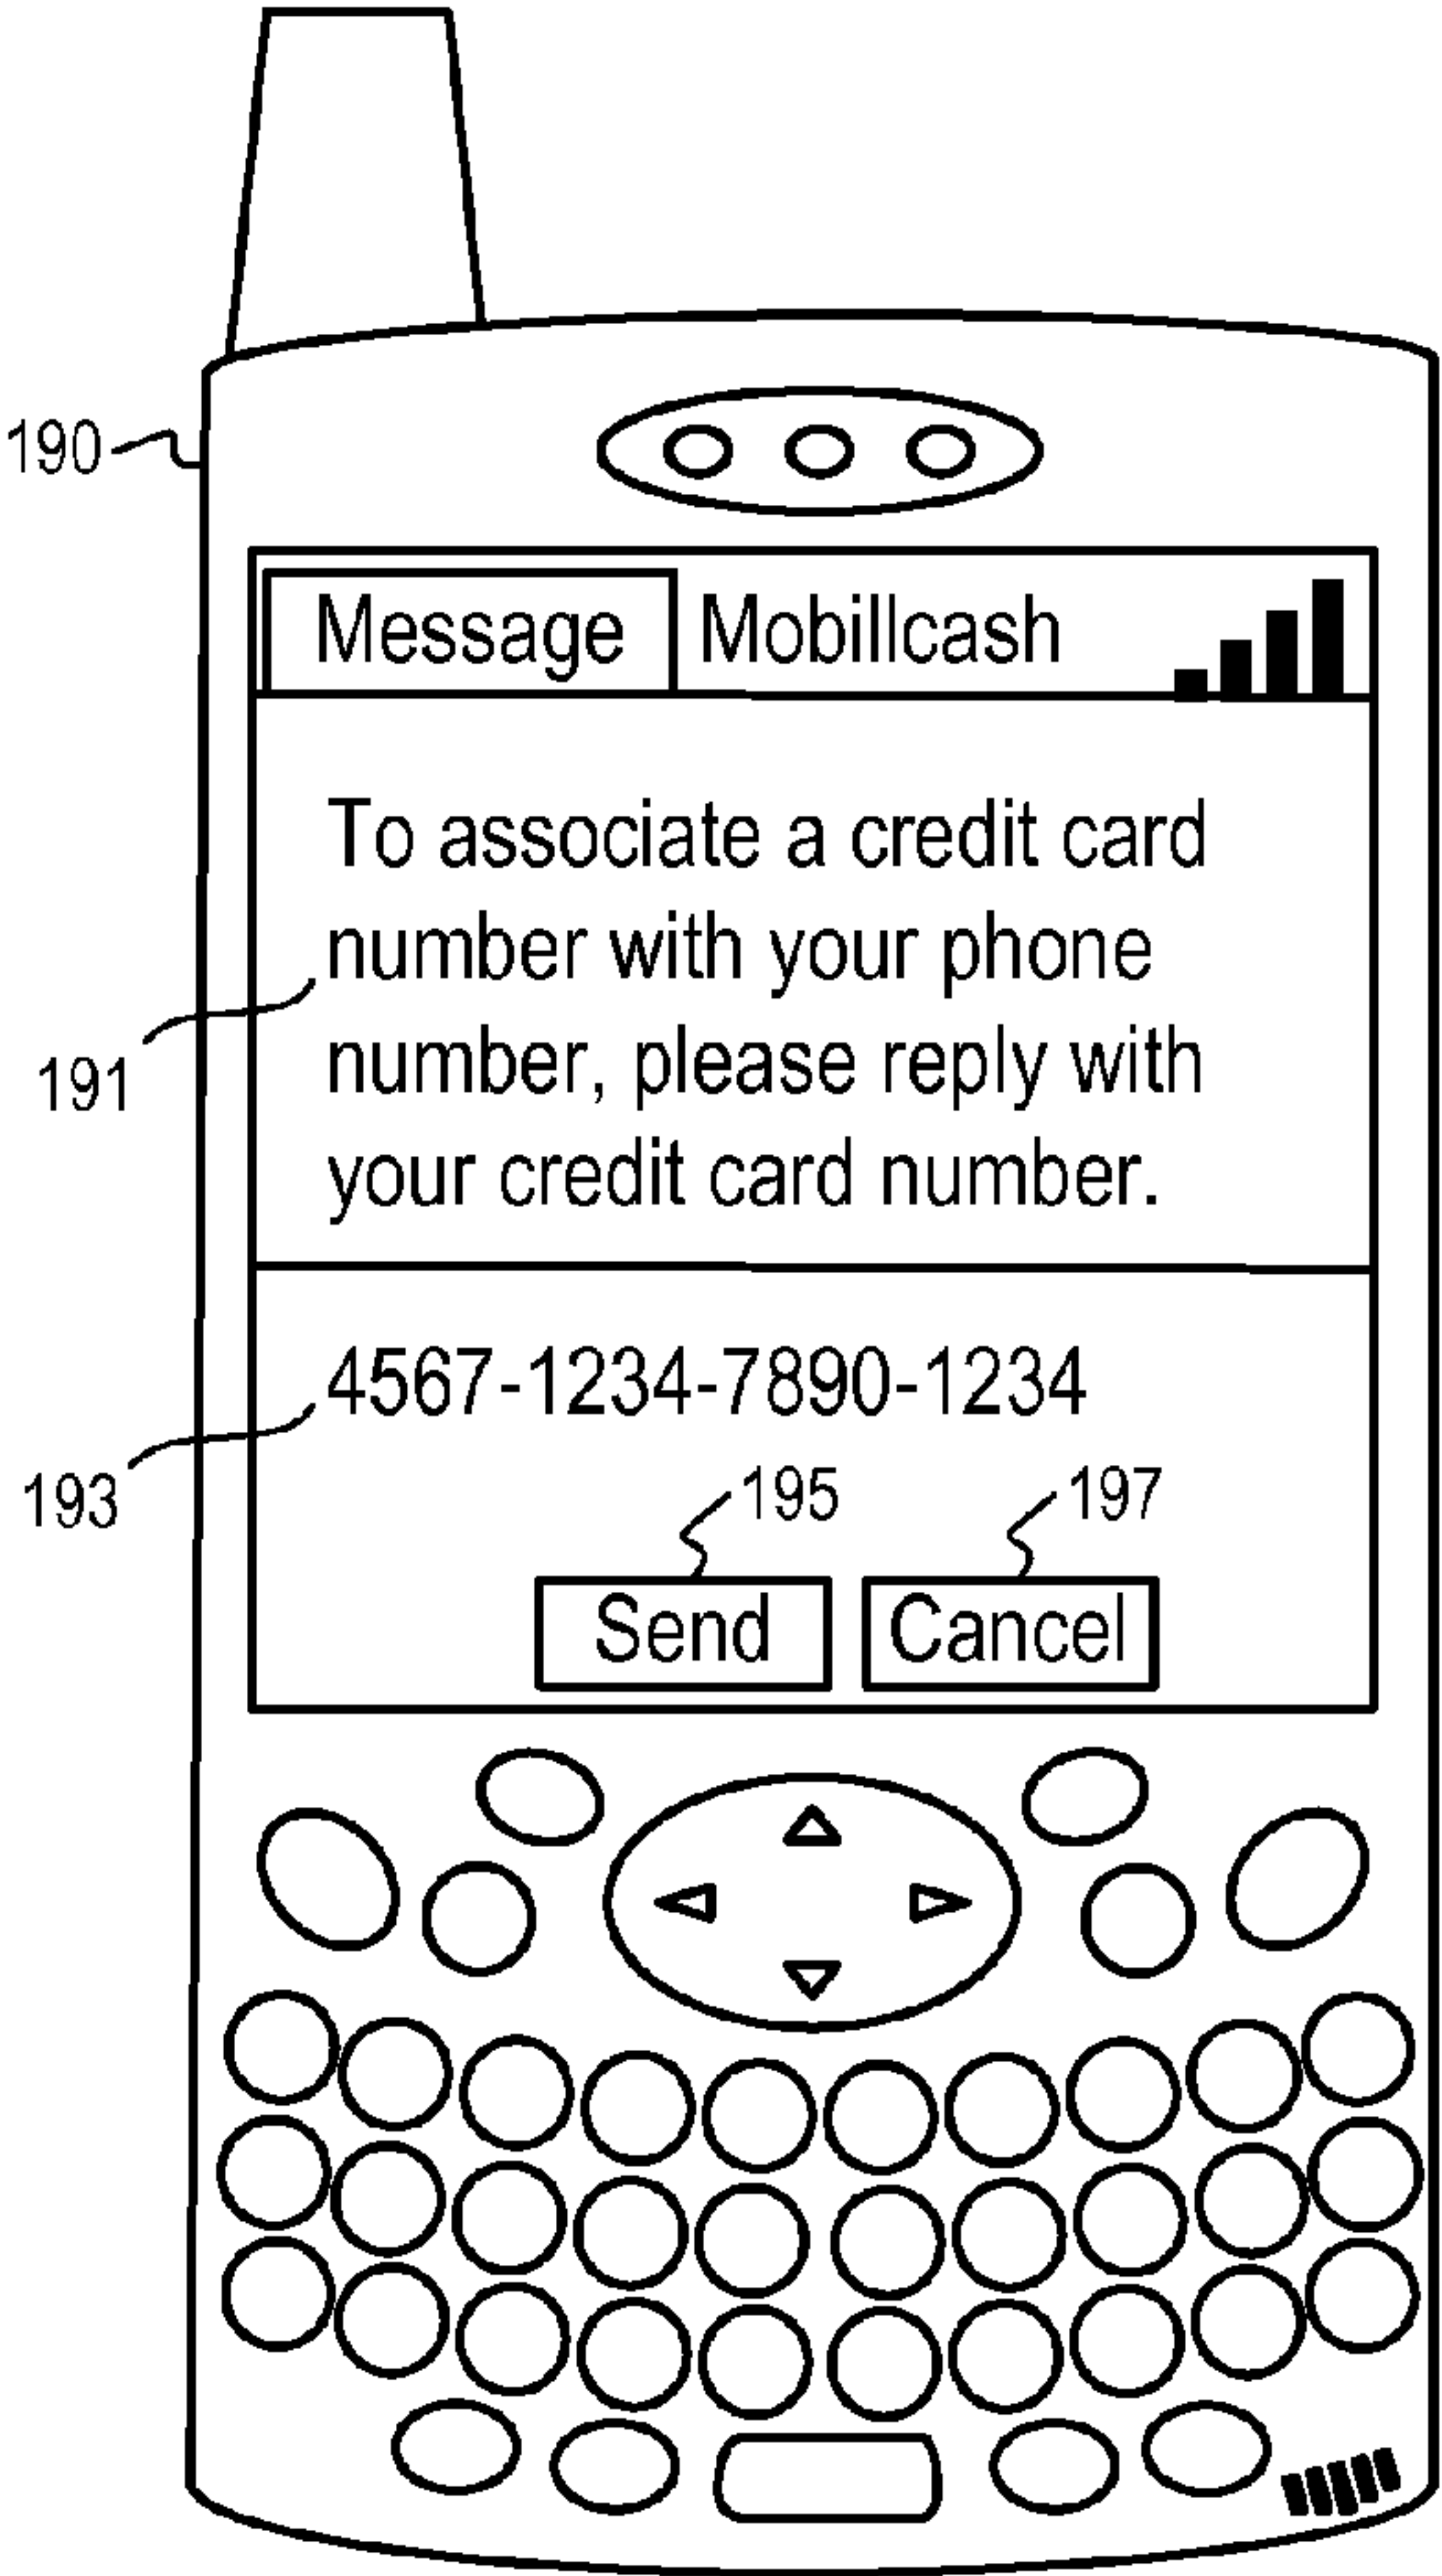 190
Message Mobillcash
To associate a credit card
number with your phone
191
number, please reply with
your credit card number.
4567-1234-7890-1234
193
195 197
Send Cancel